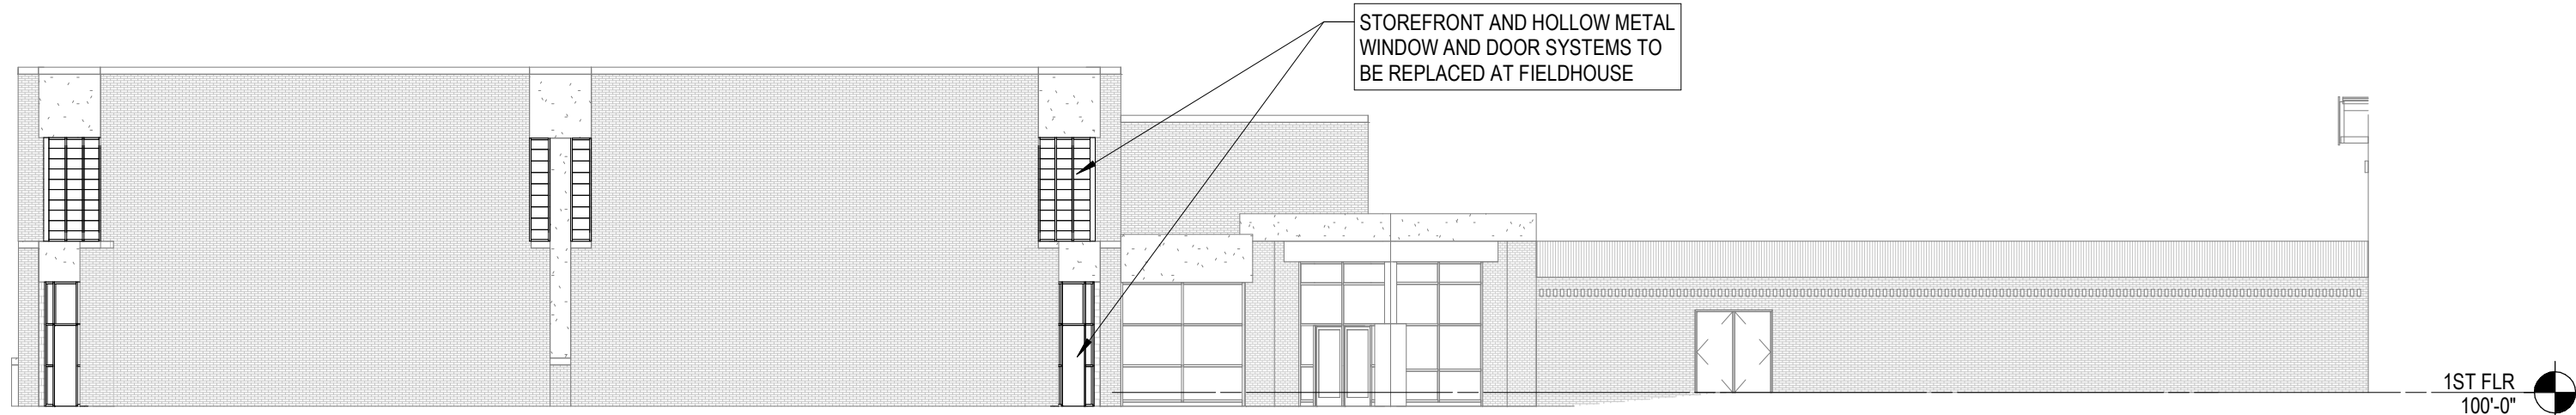 STOREFRONT AND HOLLOW METAL
WINDOW AND DOOR SYSTEMS TO
BE REPLACED AT FIELDHOUSE
1ST FLR
100'-0"